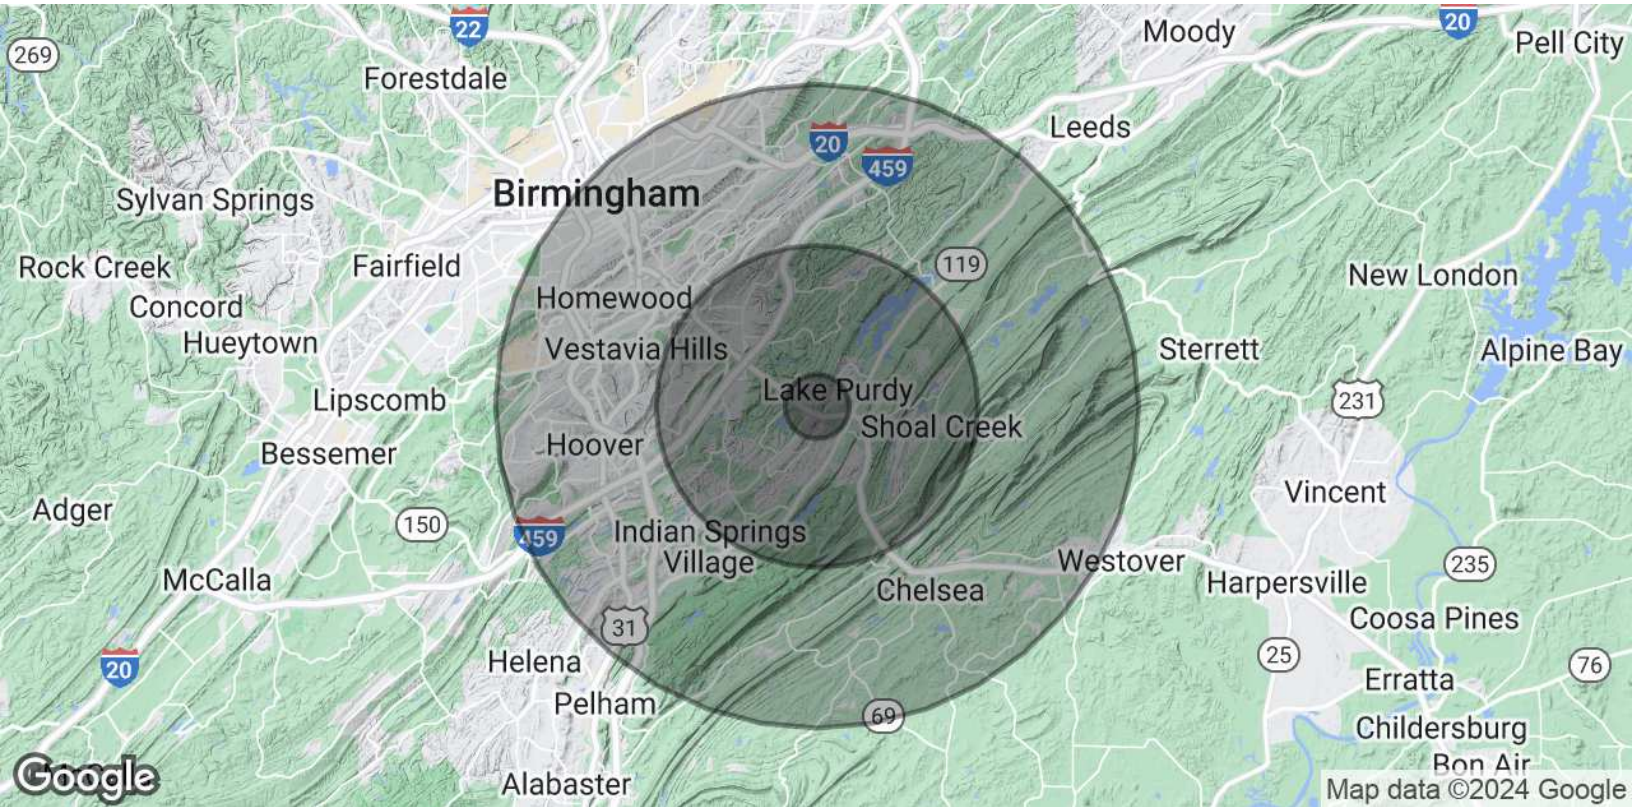 22
20
Moody
Pell City
269
Forestdale
Leeds
20
459
Birmingham
Sylvan Springs
Rock Creek
Fairfield
119
New London
Concord
Homewood
Hueytown
Vestavia Hills
Sterrett
Alpine Bay
Lipscomb
Lake Purdy
231
Shoal Creek
Bessemer
Hoover
Vincent
Adger
150
459
Indian Springs
Village
Westover
235
McCalla
Chelsea
Harpersville
Coosa Pines
31
20
Helena
25
76
Erratta
Pelham
69
Childersburg
Bon Air
Google
Alabaster
Map data ©2024 Google